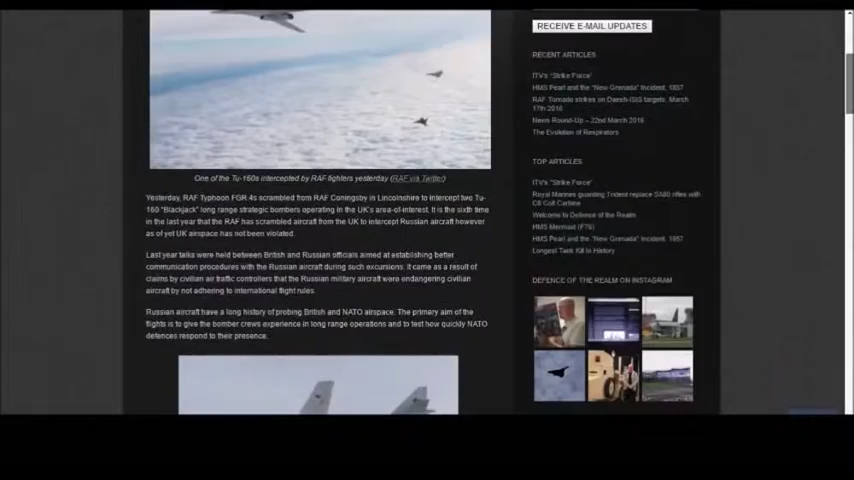 RECEIVE E-MAIL UPDATES
RECENT ARTICLES
ITV's "Strike Force"
HMS Pearl and the "New Grenada" Incident, 1857
RAF Tornado strikes on Daesh-ISIS targets, March
17th 2016
News Round-Up – 22nd March 2016
The Evolution of Respirators
TOP ARTICLES
ITV's "Strike Force"
Royal Marines guarding Trident replace SA80 rifles with
C8 Colt Carbine
Welcome to Defence of the Realm
HMS Mermaid (F76)
HMS Pearl and the "New Grenada" Incident, 1857
Longest Tank Kill In History
DEFENCE OF THE REALM ON INSTAGRAM
One of the Tu-160s intercepted by RAF fighters yesterday (RAF via Twitter)
Yesterday, RAF Typhoon FGR.4s scrambled from RAF Coningsby in Lincolnshire to intercept two Tu-
160 "Blackjack" long range strategic bombers operating in the UK's area-of-interest. It is the sixth time
in the last year that the RAF has scrambled aircraft from the UK to intercept Russian aircraft however
as of yet UK airspace has not been violated.
Last year talks were held between British and Russian officials aimed at establishing better
communication procedures with the Russian aircraft during such excursions. It came as a result of
claims by civilian air traffic controllers that the Russian military aircraft were endangering civilian
aircraft by not adhering to international flight rules.
Russian aircraft have a long history of probing British and NATO airspace. The primary aim of the
flights is to give the bomber crews experience in long range operations and to test how quickly NATO
defences respond to their presence.